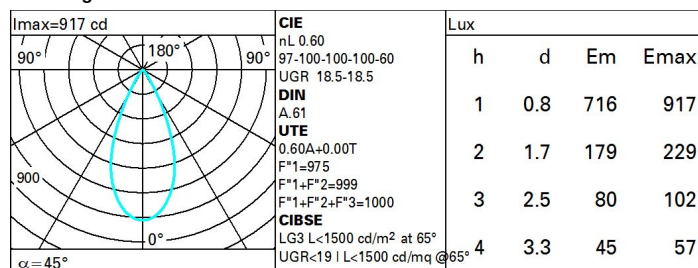 Imax=917 cd
90°
180°
90°
900
0°
α=45°
CIE
nL 0.60
97-100-100-100-60
UGR 18.5-18.5
DIN
A.61
UTE
0.60A+0.00T
F"1=975
F"1+F"2=999
F"1+F"2+F"3=1000
CIBSE
LG3 L<1500 cd/m² at 65°
UGR<19 | L<1500 cd/mq @65°
Lux
h d Em Emax
1 0.8 716 917
2 1.7 179 229
3 2.5 80 102
4 3.3 45 57